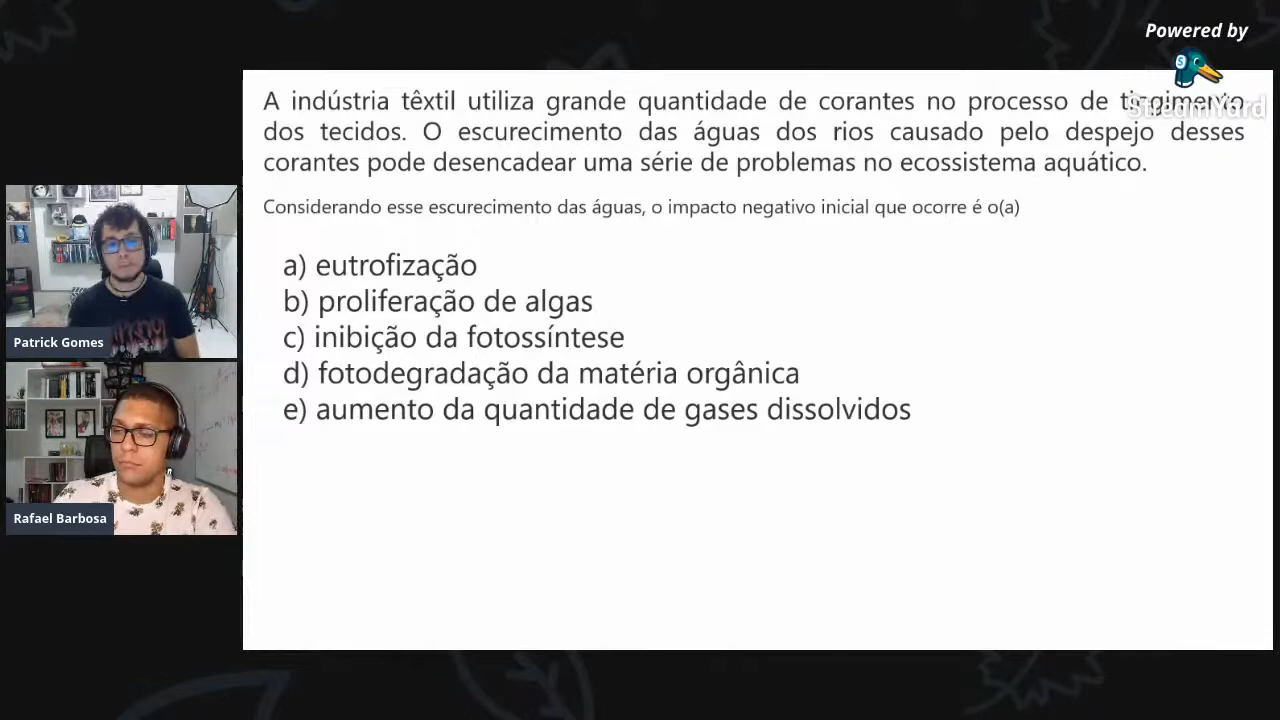 Powered by
StreamYard
A indústria têxtil utiliza grande quantidade de corantes no processo de tingimento
dos tecidos. O escurecimento das águas dos rios causado pelo despejo desses
corantes pode desencadear uma série de problemas no ecossistema aquático.
Considerando esse escurecimento das águas, o impacto negativo inicial que ocorre é o(a)
a) eutrofização
b) proliferação de algas
c) inibição da fotossíntese
d) fotodegradação da matéria orgânica
e) aumento da quantidade de gases dissolvidos
Patrick Gomes
Rafael Barbosa